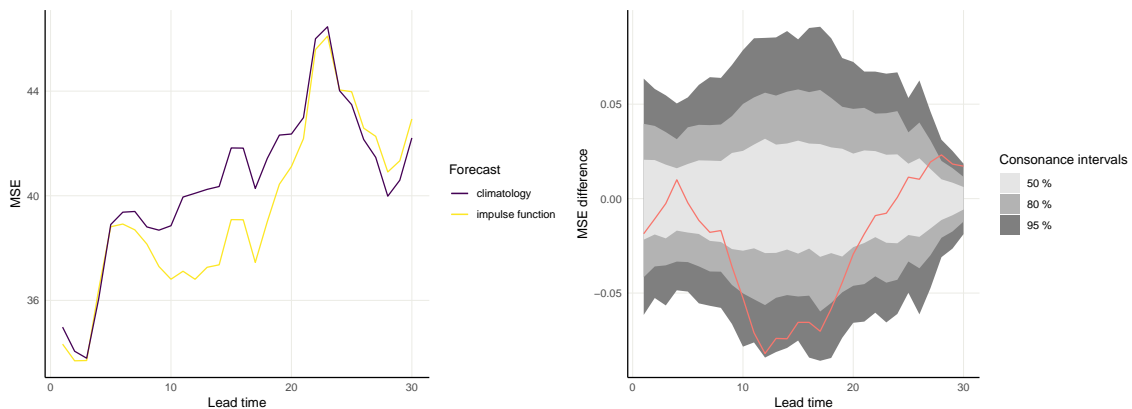 MSE
44
40
36
0
10
20
30
Lead time
Forecast
climatology
impulse function
MSE difference
0.05
0.00
−0.05
0
10
20
30
Lead time
Consonance intervals
50 %
80 %
95 %